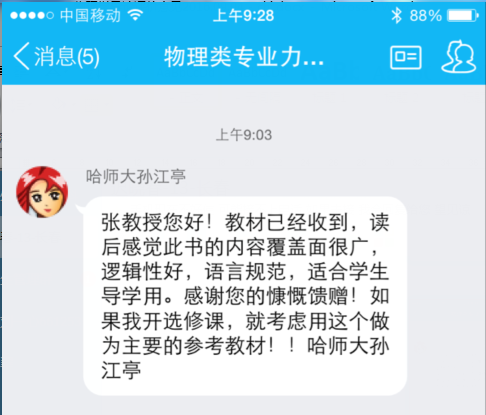 中国移动 上午9:28 88%
消息(5) 物理类专业力...
上午9:03
哈师大孙江亭
张教授您好！教材已经收到，读
后感觉此书的内容覆盖面很广，
逻辑性好，语言规范，适合学生
导学用。感谢您的慷慨馈赠！如
果我开选修课，就考虑用这个做
为主要的参考教材！！哈师大孙
江亭